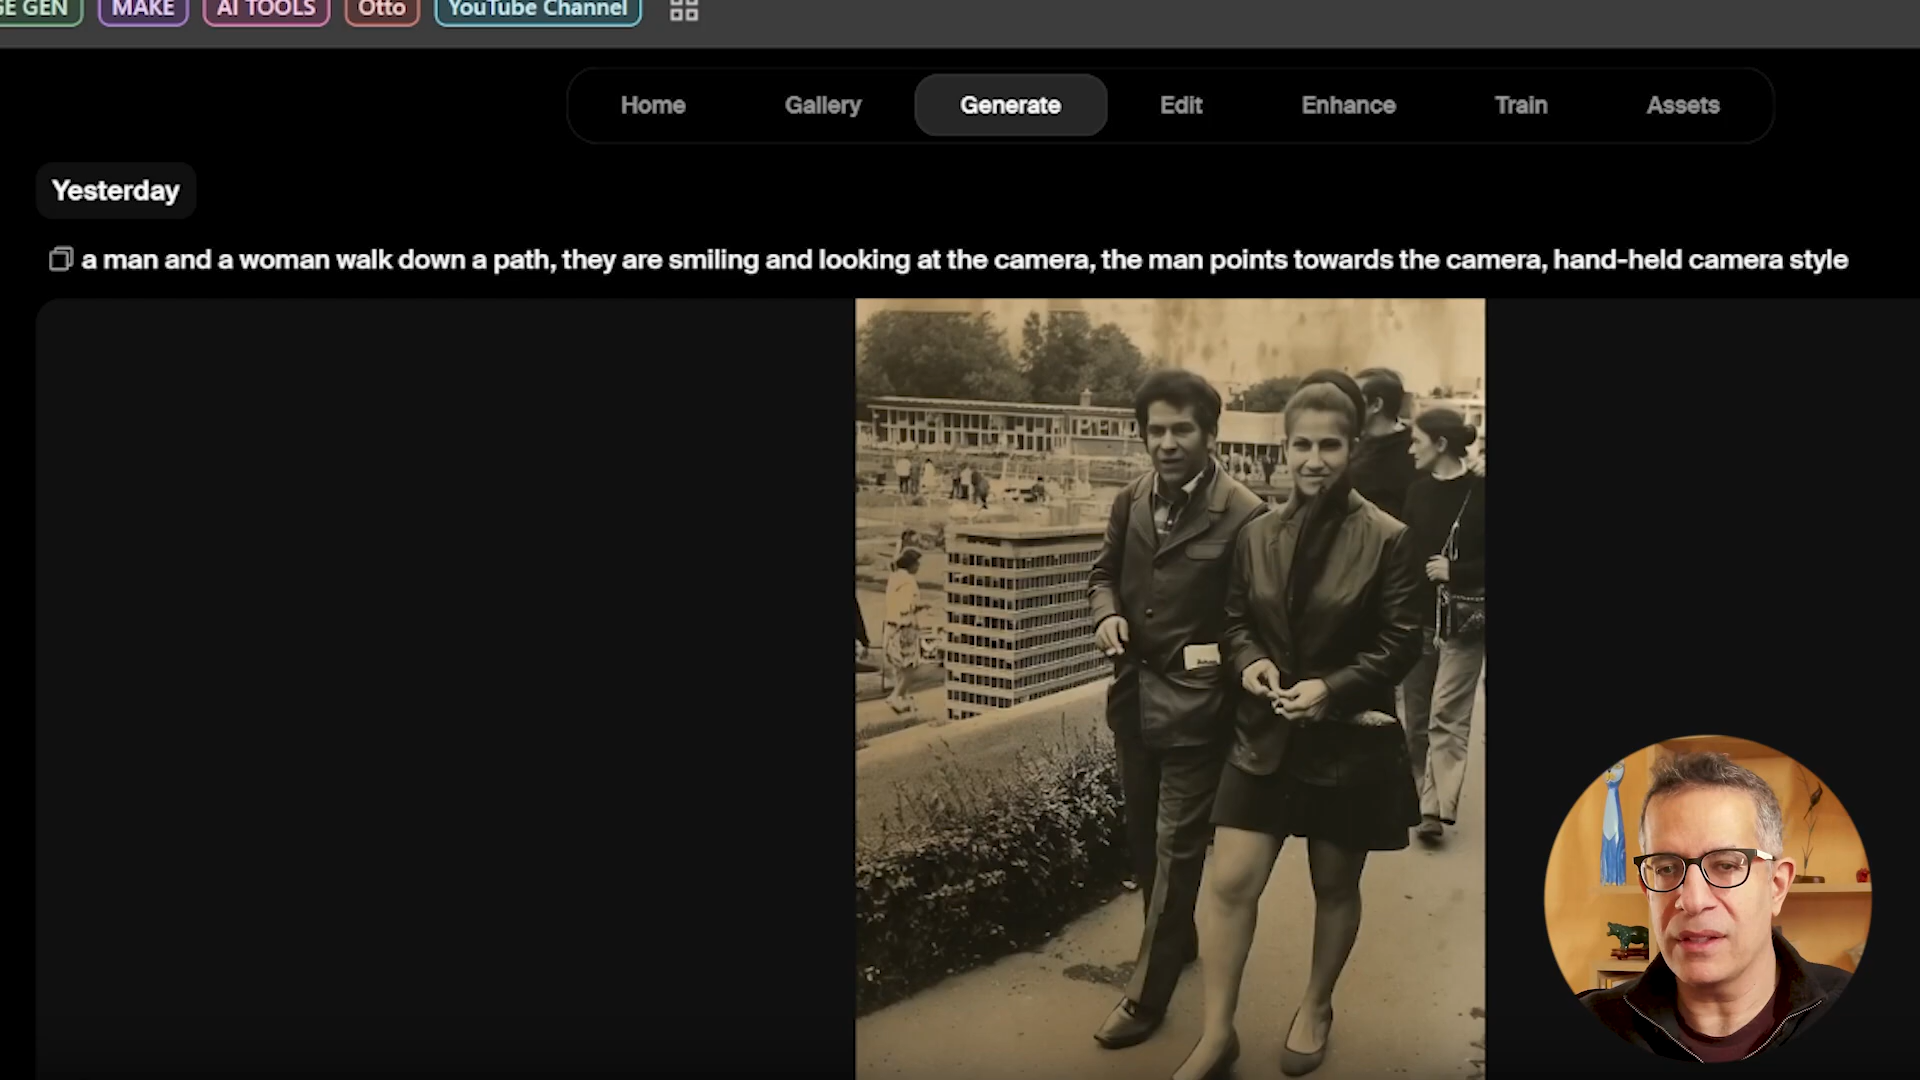 GE GEN MAKE AI TOOLS Otto YouTube Channel
Home Gallery Generate Edit Enhance Train Assets
Yesterday
a man and a woman walk down a path, they are smiling and looking at the camera, the man points towards the camera, hand-held camera style